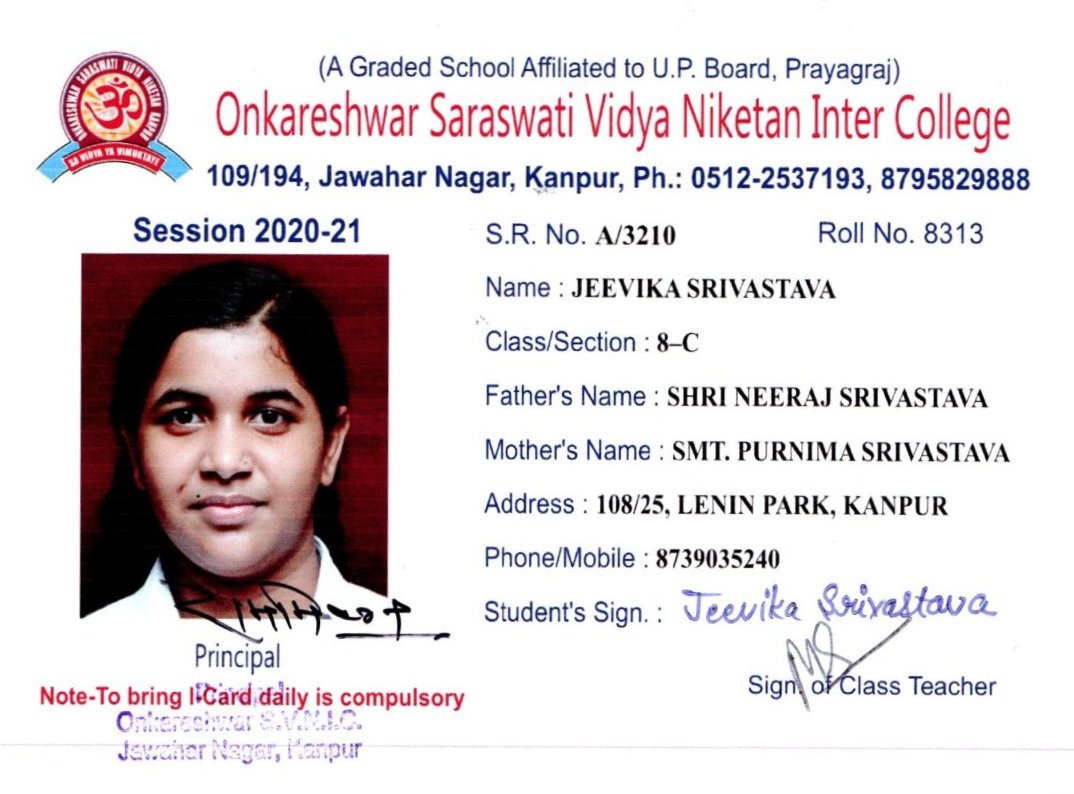 ONKARESHWAR SARASWATI VIDYA NIKETAN KANPUR
SA VIDYA YA VIMUKTAYE
(A Graded School Affiliated to U.P. Board, Prayagraj)
Onkareshwar Saraswati Vidya Niketan Inter College
109/194, Jawahar Nagar, Kanpur, Ph.: 0512-2537193, 8795829888
Session 2020-21
S.R. No. A/3210 Roll No. 8313
Name : JEEVIKA SRIVASTAVA
Class/Section : 8–C
Father's Name : SHRI NEERAJ SRIVASTAVA
Mother's Name : SMT. PURNIMA SRIVASTAVA
Address : 108/25, LENIN PARK, KANPUR
Phone/Mobile : 8739035240
Student's Sign. : Jeevika Srivastava
Principal
Sign. of Class Teacher
Note-To bring I-Card daily is compulsory
Principal
Onkareshwar S.V.N.I.C.
Jawahar Nagar, Kanpur